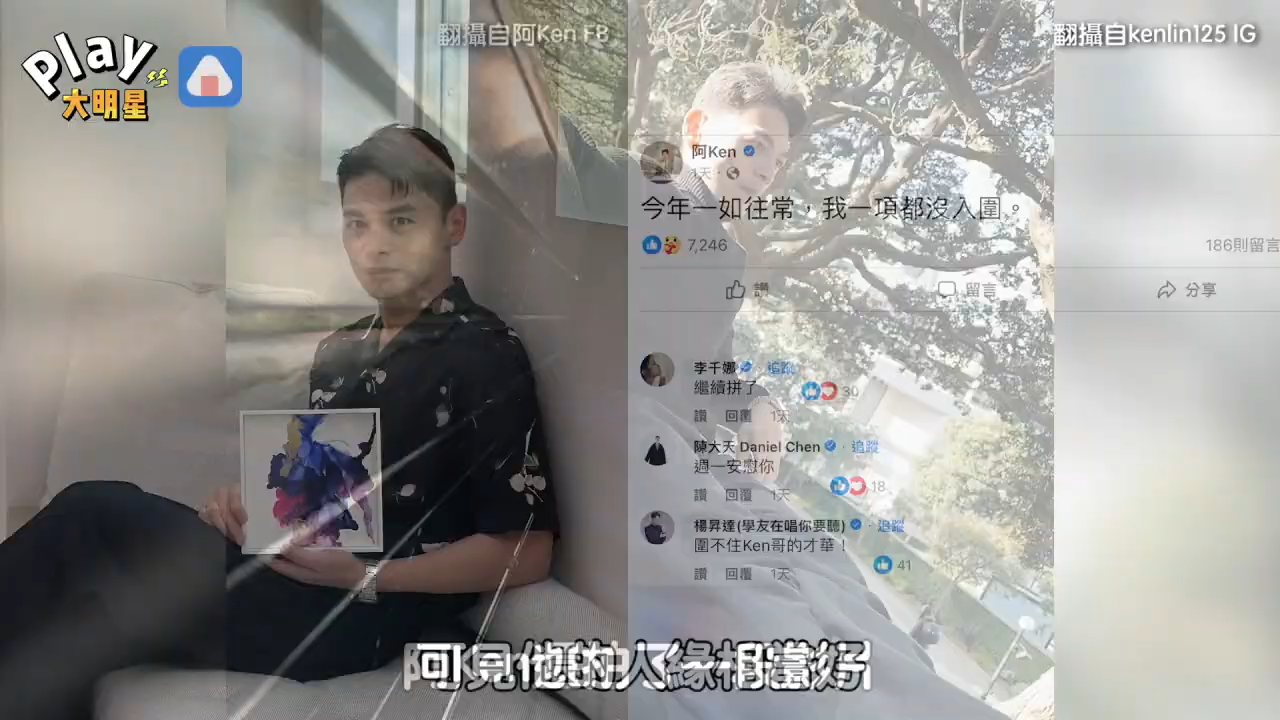 翻攝自阿Ken FB
翻攝自kenlin125 IG
Play
大明星
阿Ken
1天
今年一如往常，我一項都沒入圍。
7,246
186則留言
讚
留言
分享
李千娜 · 追蹤
繼續拼了
讚 回覆 1天
30
陳大天 Daniel Chen · 追蹤
週一安慰你
讚 回覆 1天
18
楊昇達(學友在唱你要聽) · 追蹤
圍不住Ken哥的才華！
讚 回覆 1天
41
可見他的人緣相當好